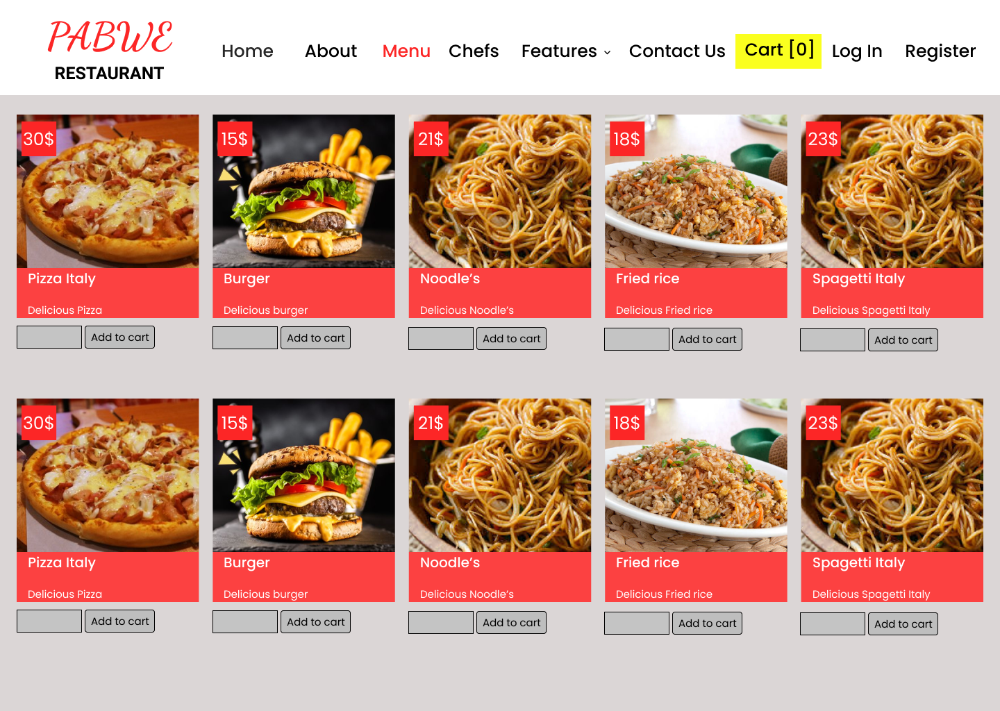 PABWE
RESTAURANT
Home About Menu Chefs Features Contact Us Cart [0] Log In Register
30$ 15$ 21$ 18$ 23$
Pizza Italy Burger Noodle’s Fried rice Spagetti Italy
Delicious Pizza Delicious burger Delicious Noodle’s Delicious Fried rice Delicious Spagetti Italy
Add to cart Add to cart Add to cart Add to cart Add to cart
30$ 15$ 21$ 18$ 23$
Pizza Italy Burger Noodle’s Fried rice Spagetti Italy
Delicious Pizza Delicious burger Delicious Noodle’s Delicious Fried rice Delicious Spagetti Italy
Add to cart Add to cart Add to cart Add to cart Add to cart